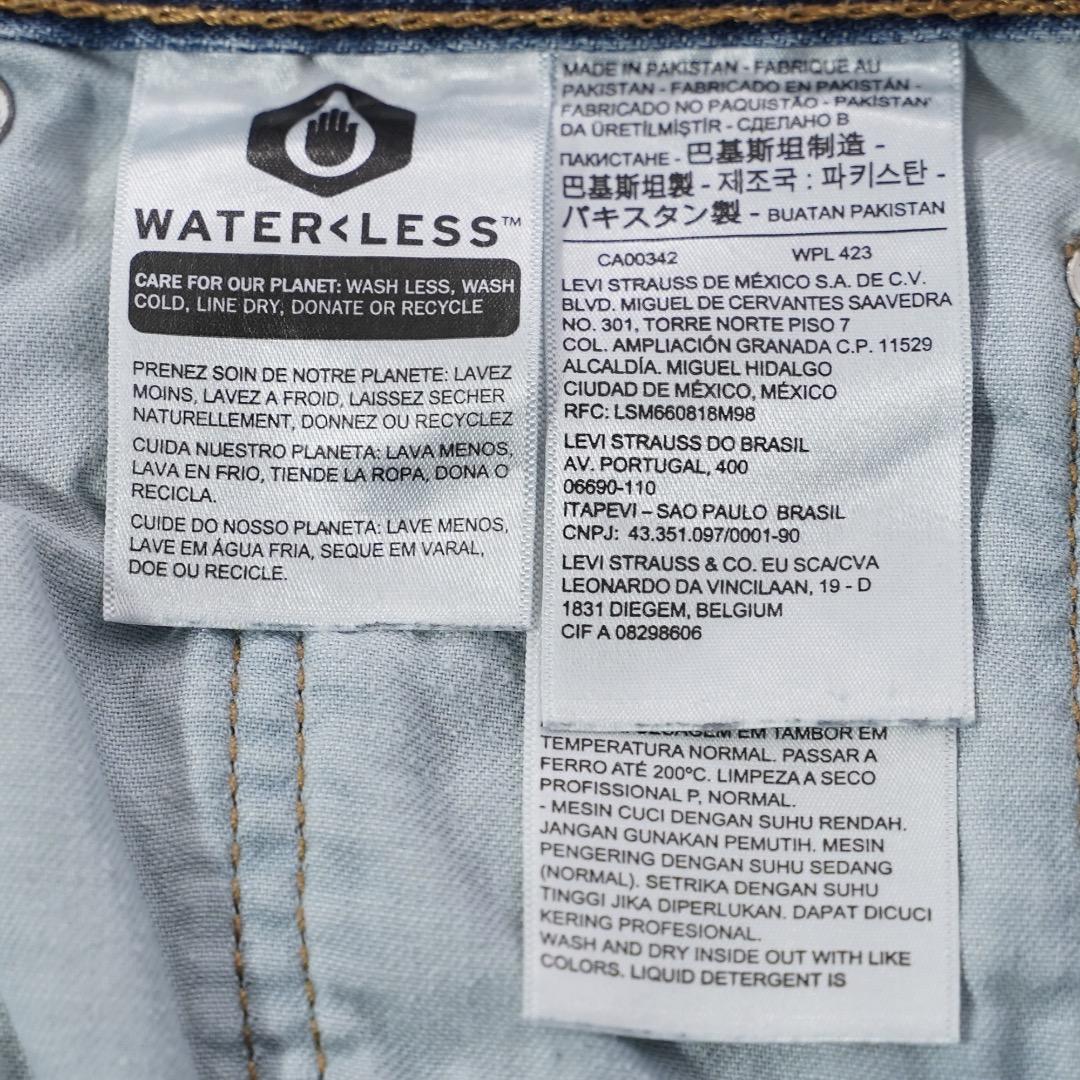 WATER<LESS™
CARE FOR OUR PLANET: WASH LESS, WASH
COLD, LINE DRY, DONATE OR RECYCLE
PRENEZ SOIN DE NOTRE PLANETE: LAVEZ
MOINS, LAVEZ A FROID, LAISSEZ SECHER
NATURELLEMENT, DONNEZ OU RECYCLEZ
CUIDA NUESTRO PLANETA: LAVA MENOS,
LAVA EN FRIO, TIENDE LA ROPA, DONA O
RECICLA.
CUIDE DO NOSSO PLANETA: LAVE MENOS,
LAVE EM ÁGUA FRIA, SEQUE EM VARAL,
DOE OU RECICLE.
MADE IN PAKISTAN - FABRIQUE AU
PAKISTAN - FABRICADO EN PAKISTÁN -
FABRICADO NO PAQUISTÃO - PAKİSTAN'
DA ÜRETİLMİŞTİR - СДЕЛАНО В
ПАКИСТАНЕ - 巴基斯坦制造 -
巴基斯坦製 - 제조국 : 파키스탄 -
パキスタン製 - BUATAN PAKISTAN
CA00342 WPL 423
LEVI STRAUSS DE MÉXICO S.A. DE C.V.
BLVD. MIGUEL DE CERVANTES SAAVEDRA
NO. 301, TORRE NORTE PISO 7
COL. AMPLIACIÓN GRANADA C.P. 11529
ALCALDÍA. MIGUEL HIDALGO
CIUDAD DE MÉXICO, MÉXICO
RFC: LSM660818M98
LEVI STRAUSS DO BRASIL
AV. PORTUGAL, 400
06690-110
ITAPEVI – SAO PAULO BRASIL
CNPJ: 43.351.097/0001-90
LEVI STRAUSS & CO. EU SCA/CVA
LEONARDO DA VINCILAAN, 19 - D
1831 DIEGEM, BELGIUM
CIF A 08298606
EM TAMBOR EM
TEMPERATURA NORMAL. PASSAR A
FERRO ATÉ 200°C. LIMPEZA A SECO
PROFISSIONAL P, NORMAL.
- MESIN CUCI DENGAN SUHU RENDAH.
JANGAN GUNAKAN PEMUTIH. MESIN
PENGERING DENGAN SUHU SEDANG
(NORMAL). SETRIKA DENGAN SUHU
TINGGI JIKA DIPERLUKAN. DAPAT DICUCI
KERING PROFESIONAL.
WASH AND DRY INSIDE OUT WITH LIKE
COLORS. LIQUID DETERGENT IS